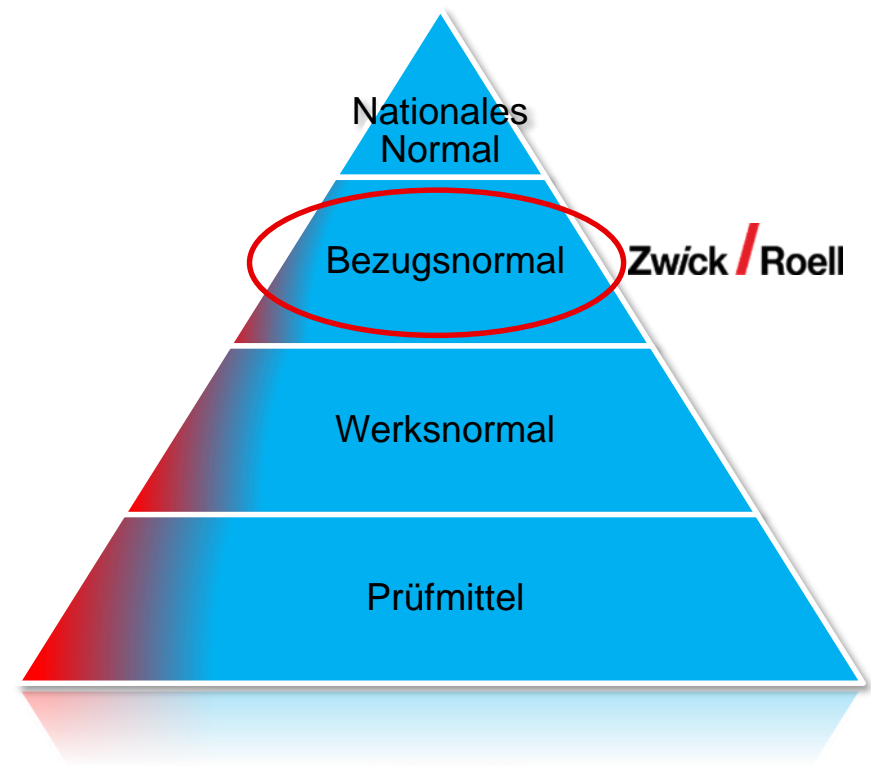 Nationales
Normal
Bezugsnormal
Zwick / Roell
Werksnormal
Prüfmittel